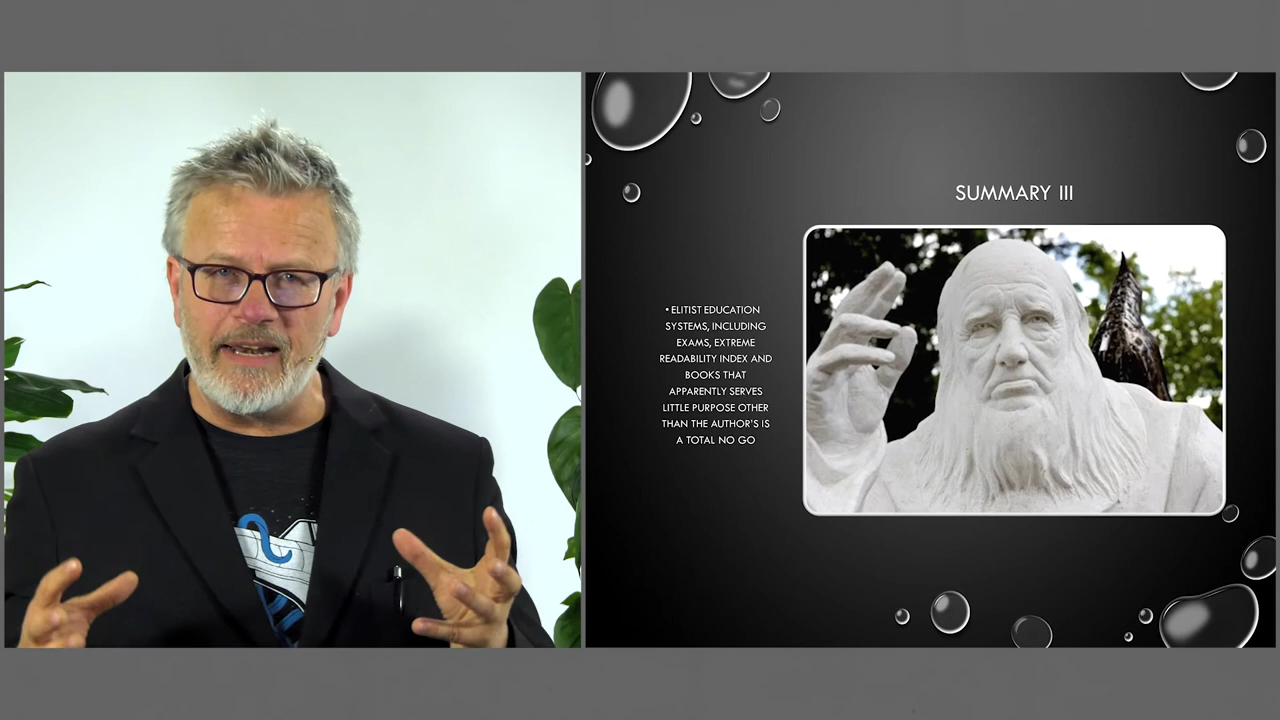 SUMMARY III
• ELITIST EDUCATION
SYSTEMS, INCLUDING
EXAMS, EXTREME
READABILITY INDEX AND
BOOKS THAT
APPARENTLY SERVES
LITTLE PURPOSE OTHER
THAN THE AUTHOR'S IS
A TOTAL NO GO